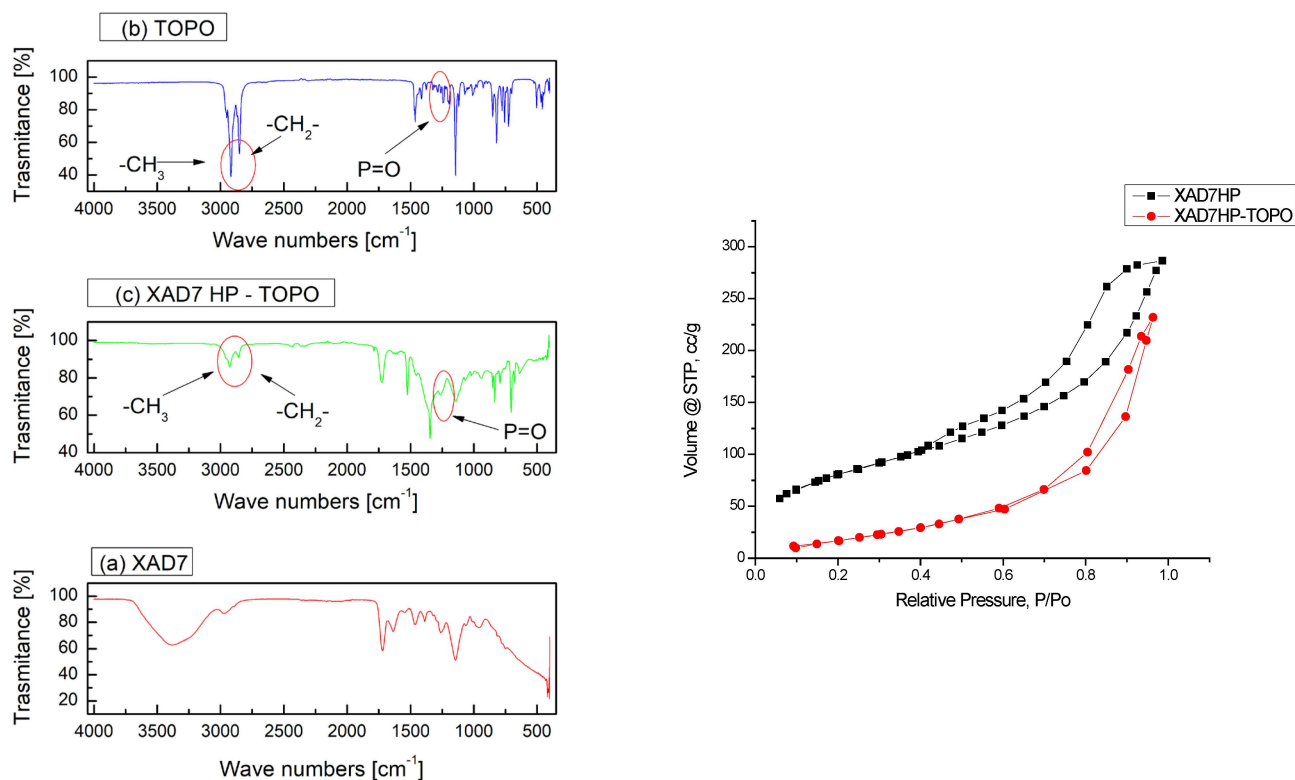 (b) TOPO
Trasmitance [%]
100
80
60
40
-CH3
-CH2-
P=O
4000 3500 3000 2500 2000 1500 1000 500
Wave numbers [cm-1]
(c) XAD7 HP - TOPO
Trasmitance [%]
100
80
60
40
-CH3
-CH2-
P=O
4000 3500 3000 2500 2000 1500 1000 500
Wave numbers [cm-1]
(a) XAD7
Trasmitance [%]
100
80
60
40
20
4000 3500 3000 2500 2000 1500 1000 500
Wave numbers [cm-1]
XAD7HP
XAD7HP-TOPO
Volume @ STP, cc/g
300
250
200
150
100
50
0
0.0 0.2 0.4 0.6 0.8 1.0
Relative Pressure, P/Po